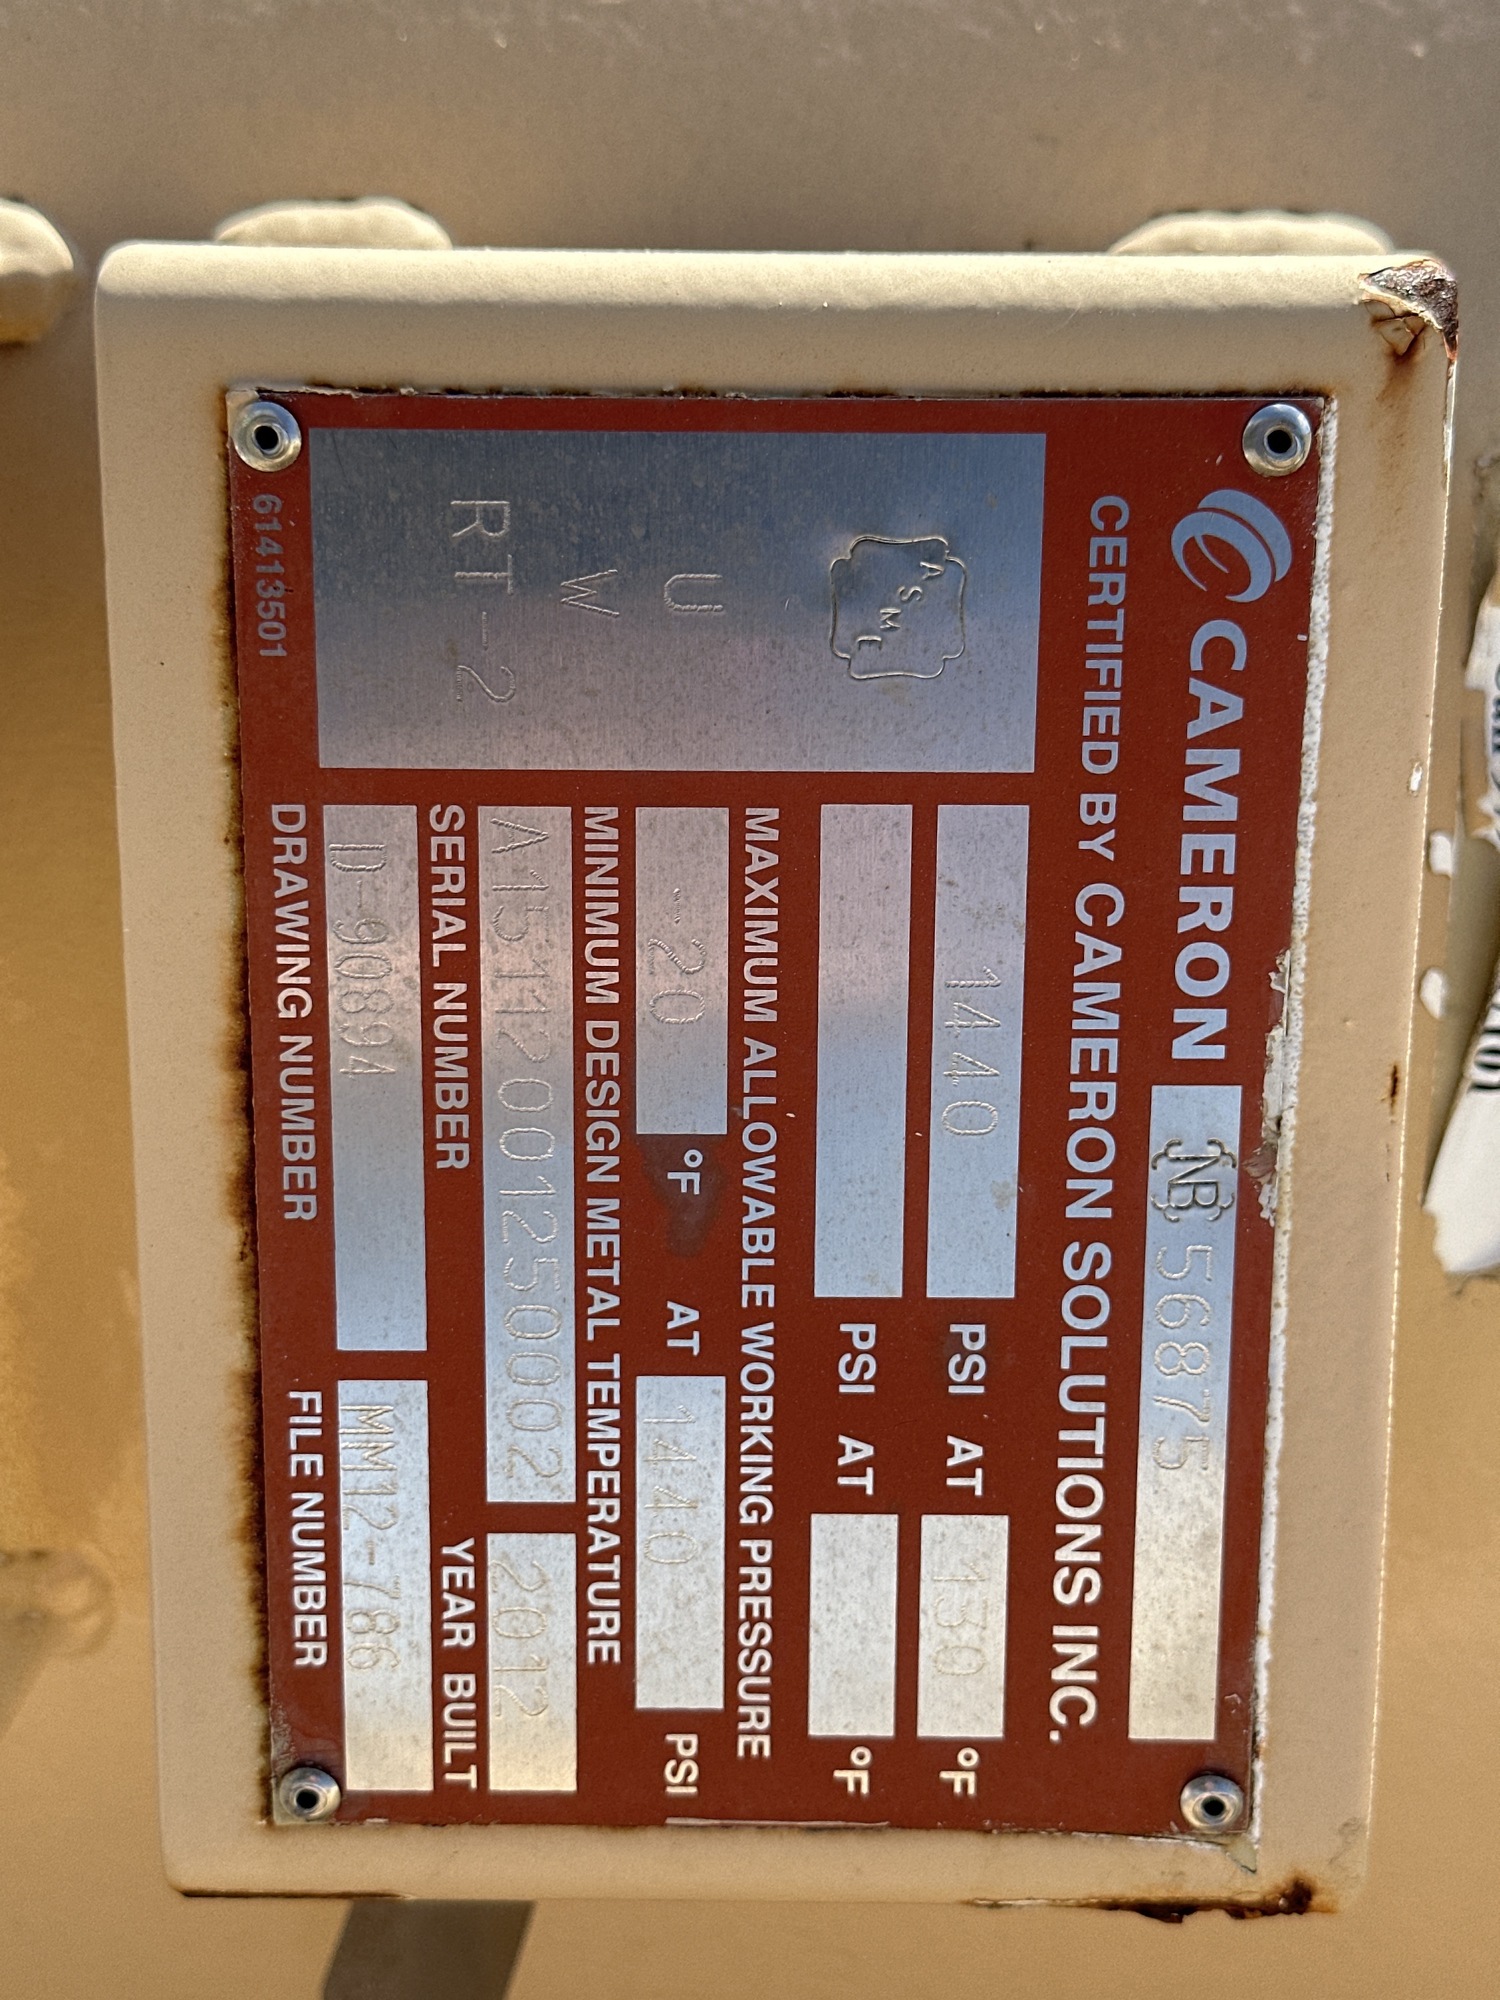 CAMERON NB 56875
CERTIFIED BY CAMERON SOLUTIONS INC.
ASME
U
W
RT-2
1440 PSI AT 130 °F
PSI AT °F
MAXIMUM ALLOWABLE WORKING PRESSURE
-20 °F AT 1440 PSI
MINIMUM DESIGN METAL TEMPERATURE
A15112001250002 2012
SERIAL NUMBER YEAR BUILT
D-90894 MM12-786
DRAWING NUMBER FILE NUMBER
61413501